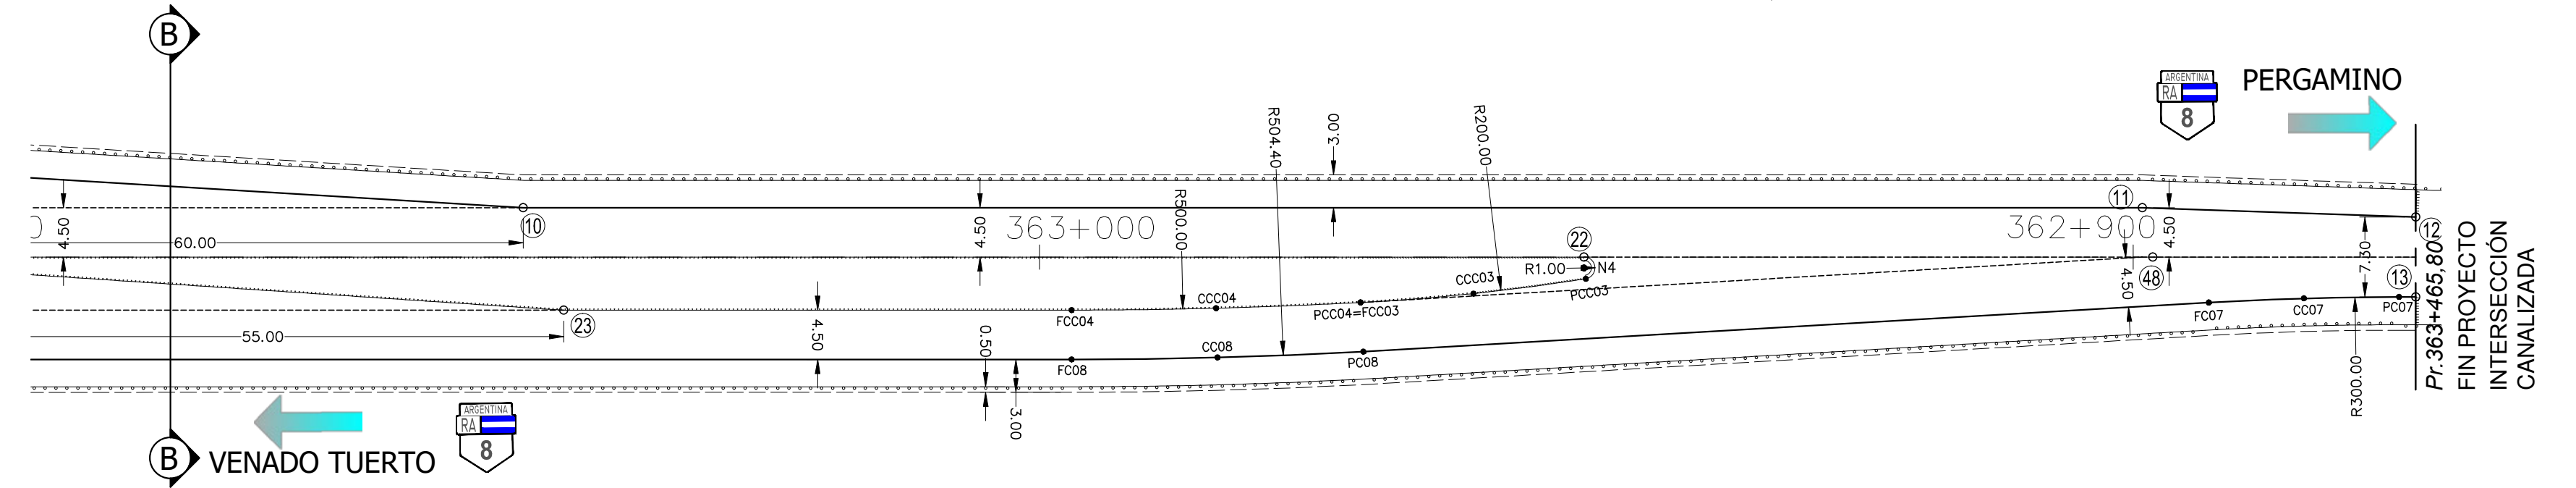 B
ARGENTINA
RA
8
PERGAMINO
R504.40
R200.00
3.00
4.50
60.00
10
R500.00
4.50
363+000
22
R1.00
N4
11
362+900
4.50
12
7.30
4.50
48
13
CCC03
PCC03
CCC04
PCC04=FCC03
FCC04
23
55.00
4.50
0.50
CC08
FC08
PC08
3.00
FC07
CC07
PC07
R300.00
Pr.363+465,80
FIN PROYECTO
INTERSECCIÓN
CANALIZADA
B
VENADO TUERTO
ARGENTINA
RA
8